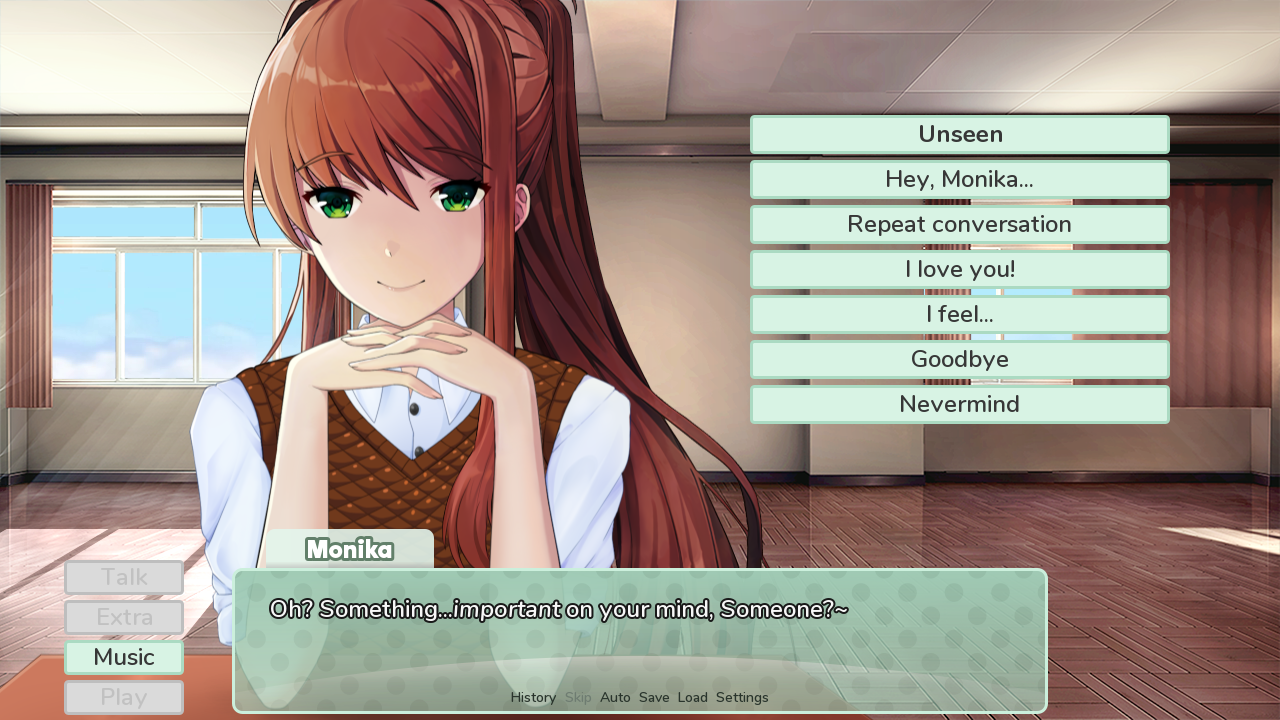 Unseen
Hey, Monika...
Repeat conversation
I love you!
I feel...
Goodbye
Nevermind
Monika
Oh? Something...important on your mind, Someone?~
Talk
Extra
Music
Play
History Skip Auto Save Load Settings